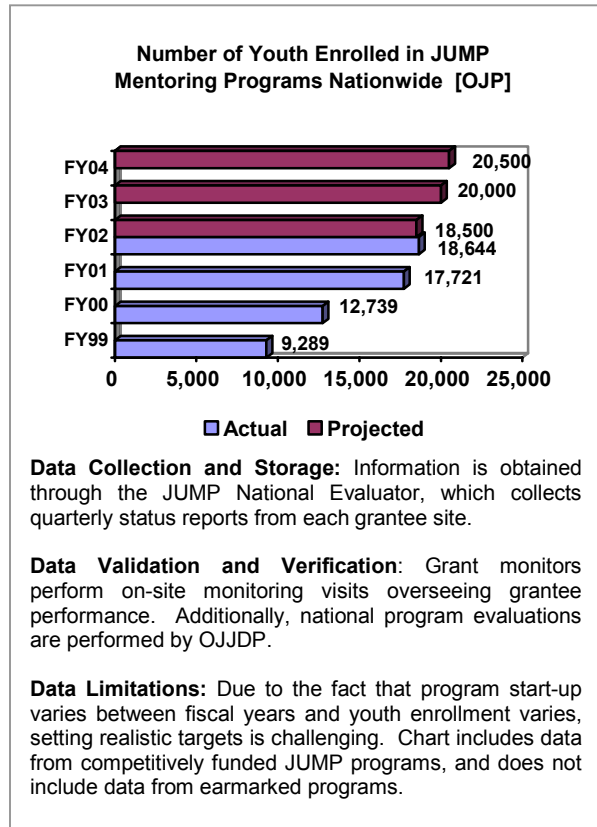 Number of Youth Enrolled in JUMP
Mentoring Programs Nationwide [OJP]
FY04
20,500
FY03
20,000
FY02
18,500
18,644
FY01
17,721
FY00
12,739
FY99
9,289
0 5,000 10,000 15,000 20,000 25,000
Actual Projected
Data Collection and Storage: Information is obtained
through the JUMP National Evaluator, which collects
quarterly status reports from each grantee site.
Data Validation and Verification: Grant monitors
perform on-site monitoring visits overseeing grantee
performance. Additionally, national program evaluations
are performed by OJJDP.
Data Limitations: Due to the fact that program start-up
varies between fiscal years and youth enrollment varies,
setting realistic targets is challenging. Chart includes data
from competitively funded JUMP programs, and does not
include data from earmarked programs.